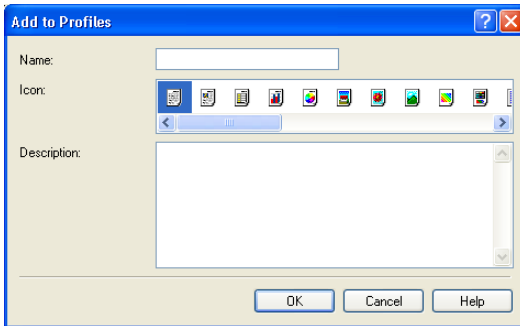 Add to Profiles
Name:
Icon:
Description:
OK Cancel Help